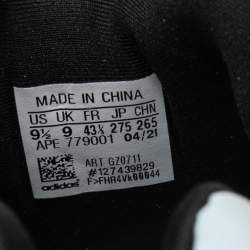 MADE IN CHINA
US UK FR JP CHN
9½ 9 43⅓ 275 265
APE 779001 04/21
ART GZ0711
#127439829
F>FHR4Vk00044
adidas